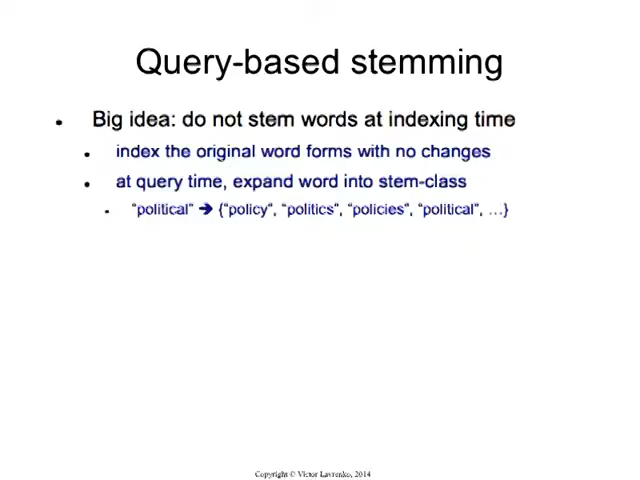 Query-based stemming
• Big idea: do not stem words at indexing time
• index the original word forms with no changes
• at query time, expand word into stem-class
• "political" ➔ {"policy", "politics", "policies", "political", …}
Copyright © Victor Lavrenko, 2014